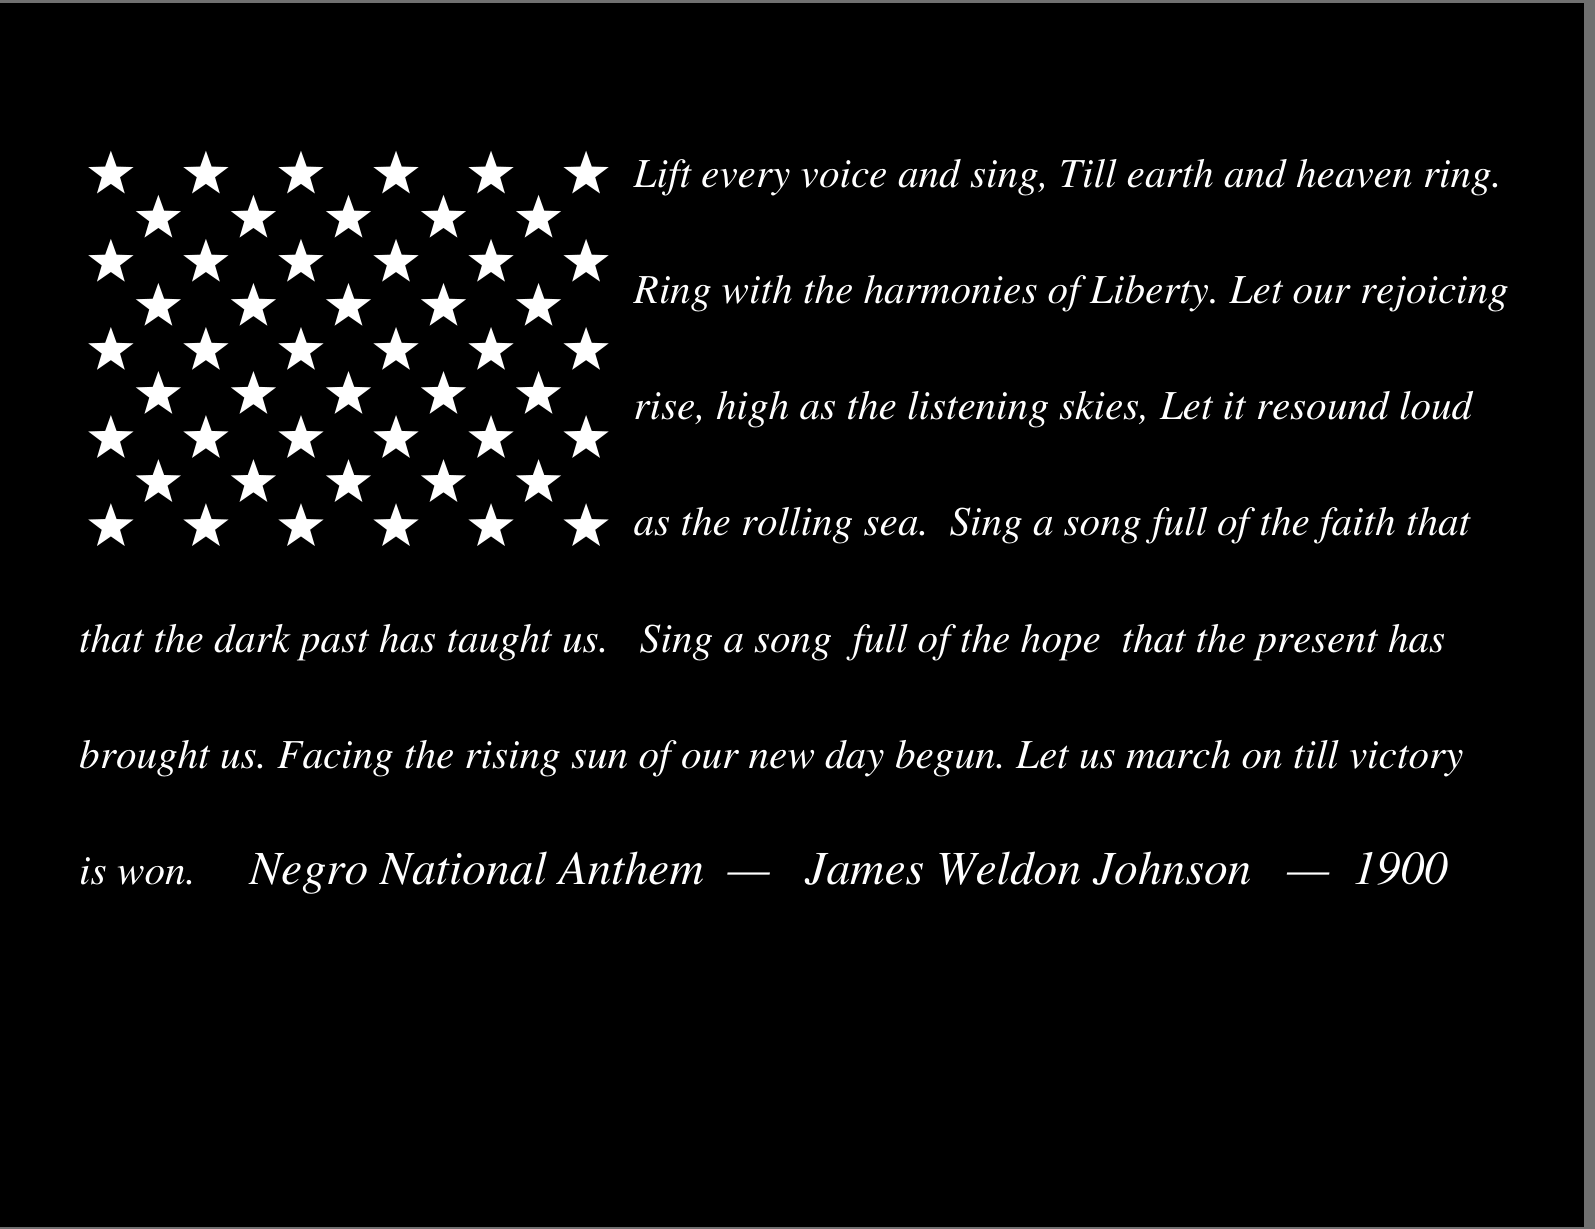 Lift every voice and sing, Till earth and heaven ring.
Ring with the harmonies of Liberty. Let our rejoicing
rise, high as the listening skies, Let it resound loud
as the rolling sea.  Sing a song full of the faith that
that the dark past has taught us.   Sing a song  full of the hope  that the present has
brought us. Facing the rising sun of our new day begun. Let us march on till victory
is won.     Negro National Anthem  —   James Weldon Johnson   —  1900